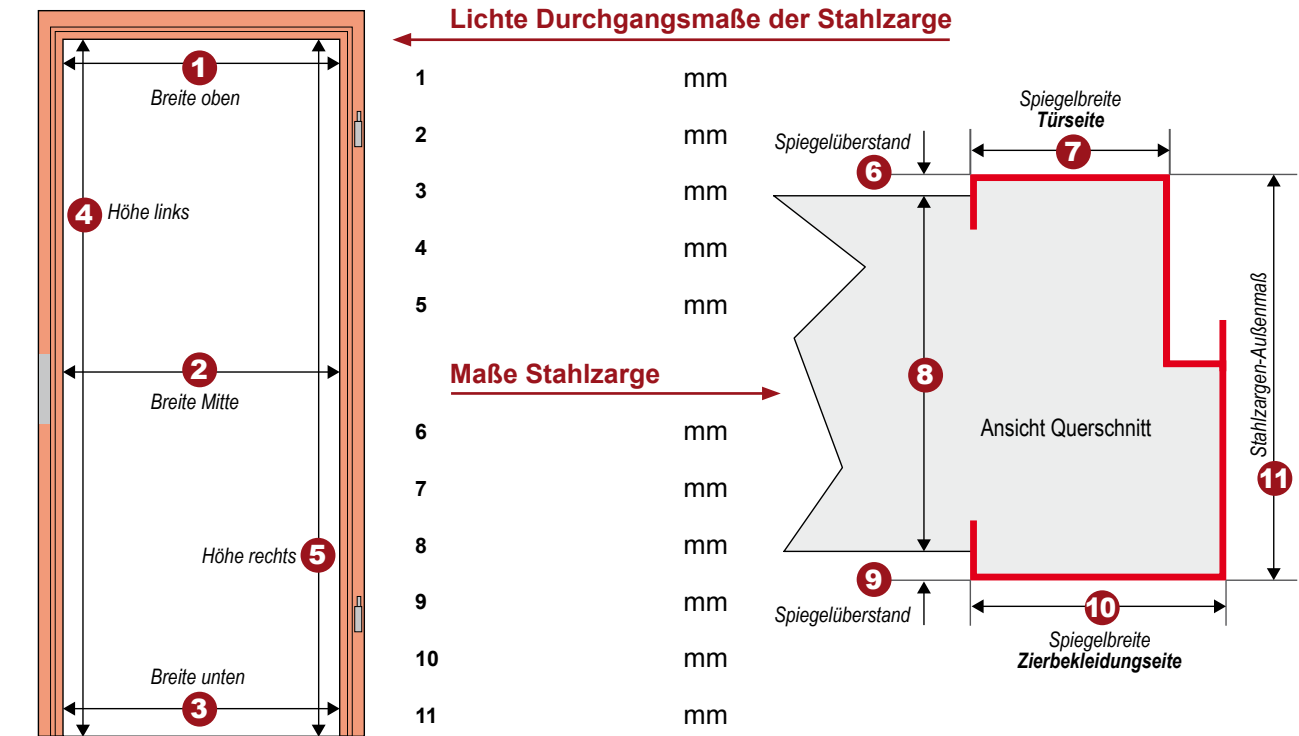 Lichte Durchgangsmaße der Stahlzarge
1 mm
2 mm
3 mm
4 mm
5 mm
Maße Stahlzarge
6 mm
7 mm
8 mm
9 mm
10 mm
11 mm
1
Breite oben
4 Höhe links
2
Breite Mitte
Höhe rechts 5
Breite unten
3
Spiegelbreite
Türseite
7
Spiegelüberstand
6
8
Ansicht Querschnitt
Stahlzargen-Außenmaß
11
9
Spiegelüberstand
10
Spiegelbreite
Zierbekleidungseite